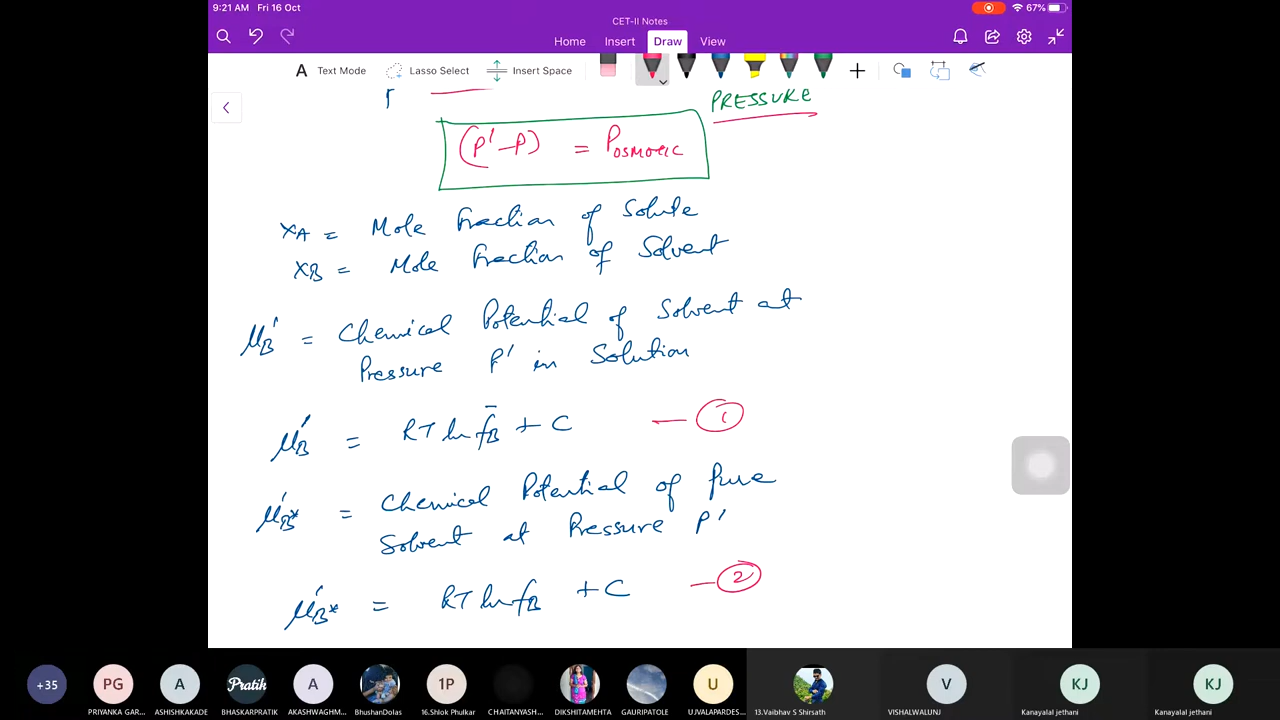 9:21 AM Fri 16 Oct
67%
CET-II Notes
Home Insert Draw View
A Text Mode Lasso Select Insert Space
PRESSURE
(P' - P) = POSMOTIC
xA = Mole Fraction of Solute
xB = Mole Fraction of Solvent
μB' = Chemical Potential of Solvent at
Pressure P' in Solution
μB' = RT ln f̄B + C — 1
μB*' = Chemical Potential of Pure
Solvent at Pressure P'
μB*' = RT ln fB + C — 2
+35 PG A A 1P U V KJ KJ
Pratik
PRIYANKA GAR... ASHISHKAKADE BHASKARPRATIK AKASHWAGHM... BhushanDolas 16.Shlok Phulkar CHAITANYASH... DIKSHITAMEHTA GAURIPATOLE UJVALAPARDES... 13.Vaibhav S Shirsath VISHALWALUNJ Kanayalal jethani Kanayalal jethani